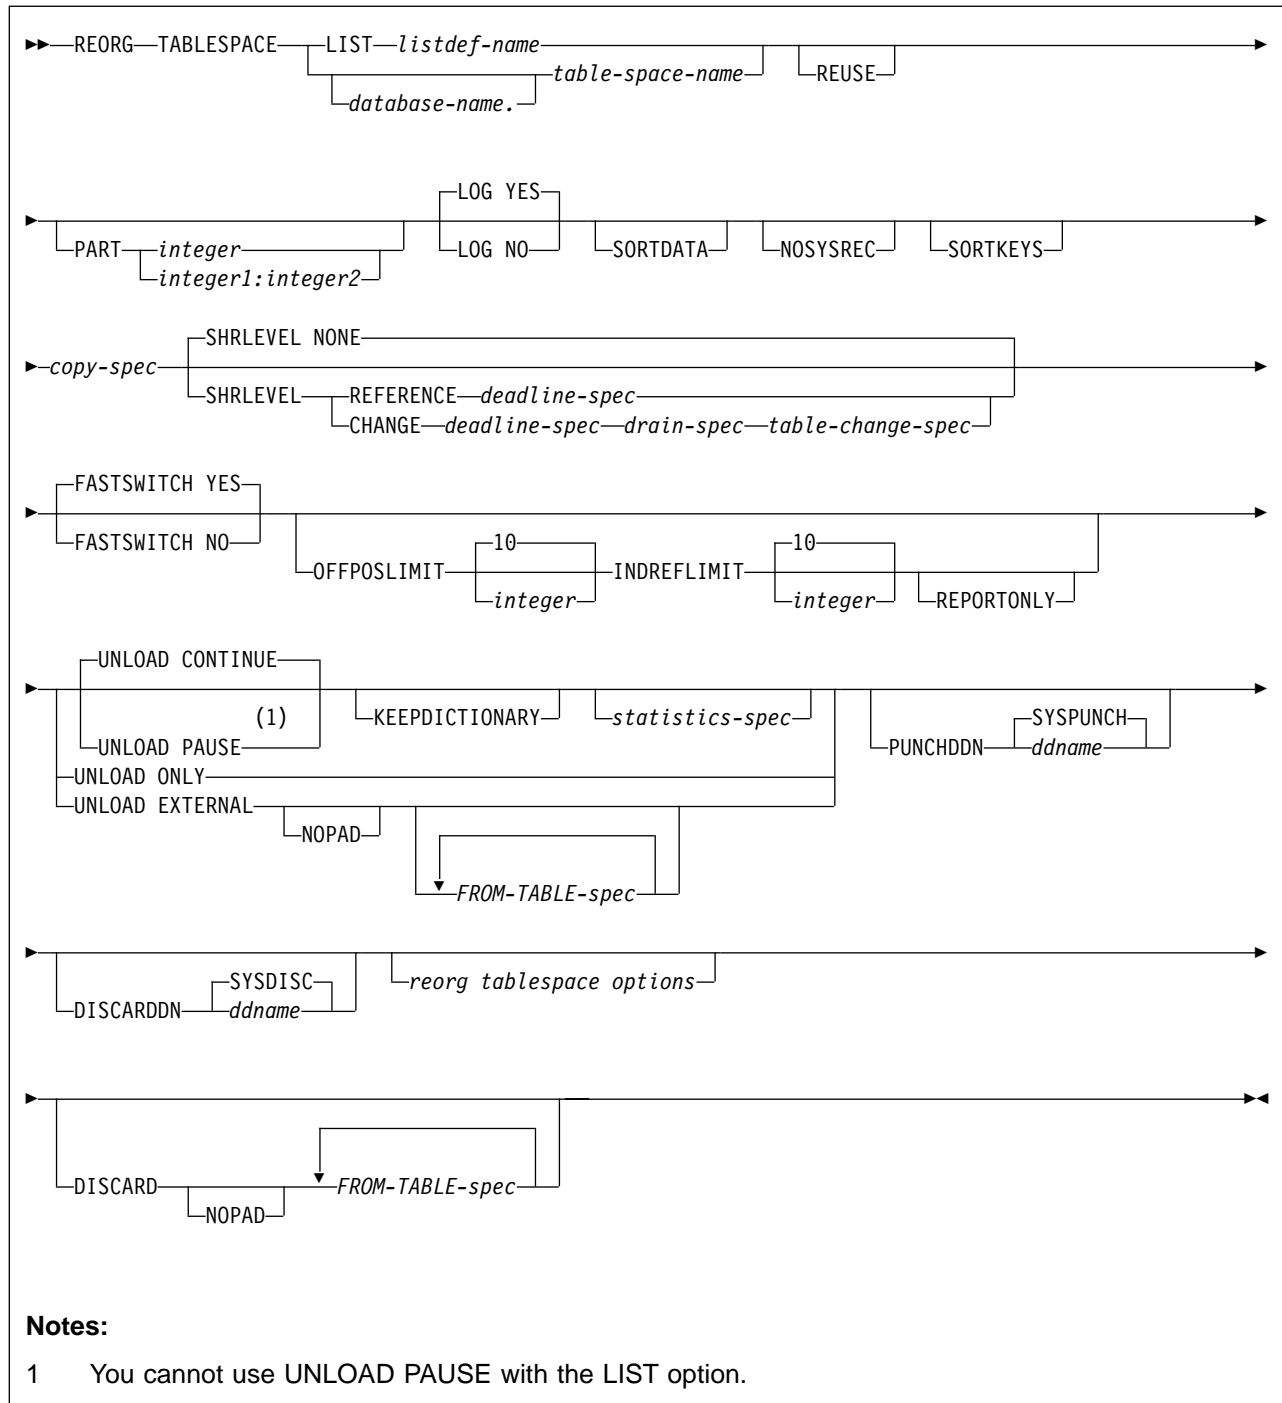 REORG TABLESPACE LIST listdef-name
table-space-name REUSE
database-name.
LOG YES
PART integer LOG NO SORTDATA NOSYSREC SORTKEYS
integer1:integer2
SHRLEVEL NONE
copy-spec
SHRLEVEL REFERENCE deadline-spec
CHANGE deadline-spec drain-spec table-change-spec
FASTSWITCH YES
FASTSWITCH NO 10 10
OFFPOSLIMIT INDREFLIMIT
integer integer REPORTONLY
UNLOAD CONTINUE
(1) KEEPDICTIONARY statistics-spec SYSPUNCH
UNLOAD PAUSE PUNCHDDN ddname
UNLOAD ONLY
UNLOAD EXTERNAL
NOPAD
FROM-TABLE-spec
SYSDISC reorg tablespace options
DISCARDDN ddname
DISCARD FROM-TABLE-spec
NOPAD
Notes:
1 You cannot use UNLOAD PAUSE with the LIST option.